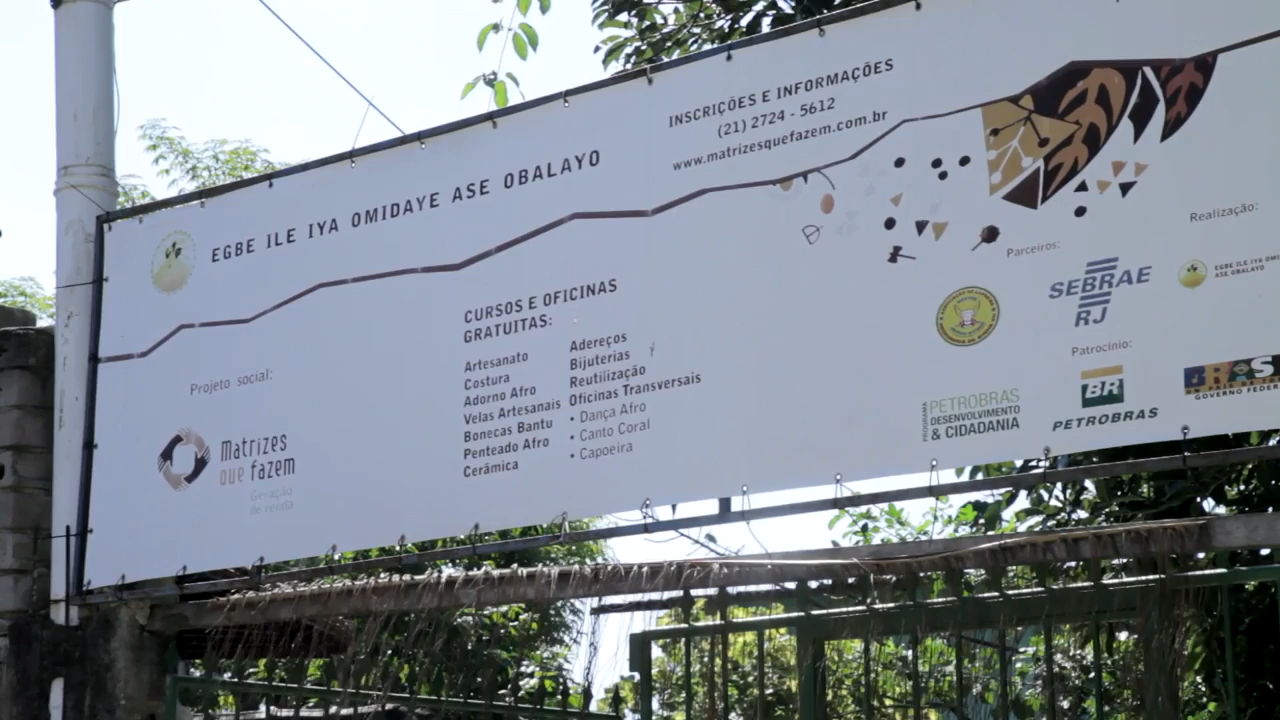 EGBE ILE IYA OMIDAYE ASE OBALAYO
INSCRIÇÕES E INFORMAÇÕES
(21) 2724 - 5612
www.matrizesquefazem.com.br
Projeto social:
Matrizes
que fazem
Geração
de renda
CURSOS E OFICINAS
GRATUITAS:
Artesanato
Costura
Adorno Afro
Velas Artesanais
Bonecas Bantu
Penteado Afro
Cerâmica
Adereços
Bijuterias
Reutilização
Oficinas Transversais
• Dança Afro
• Canto Coral
• Capoeira
Parceiros:
SEBRAE
RJ
Realização:
EGBE ILE IYA
ASE OBALAYO
Patrocínio:
PROGRAMA
PETROBRAS
DESENVOLVIMENTO
& CIDADANIA
BR
PETROBRAS
BRAS
GOVERNO FEDER